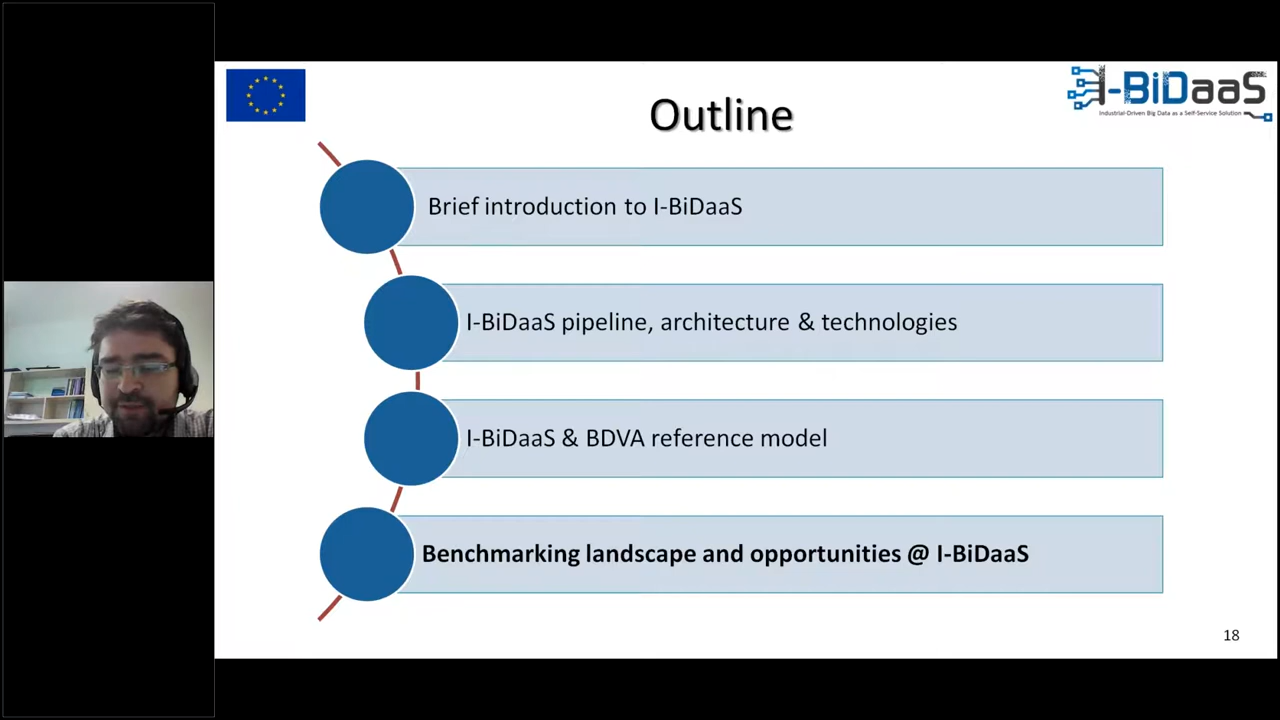 Outline
I-BiDaaS
Industrial-Driven Big Data as a Self-Service Solution
Brief introduction to I-BiDaaS
I-BiDaaS pipeline, architecture & technologies
I-BiDaaS & BDVA reference model
Benchmarking landscape and opportunities @ I-BiDaaS
18